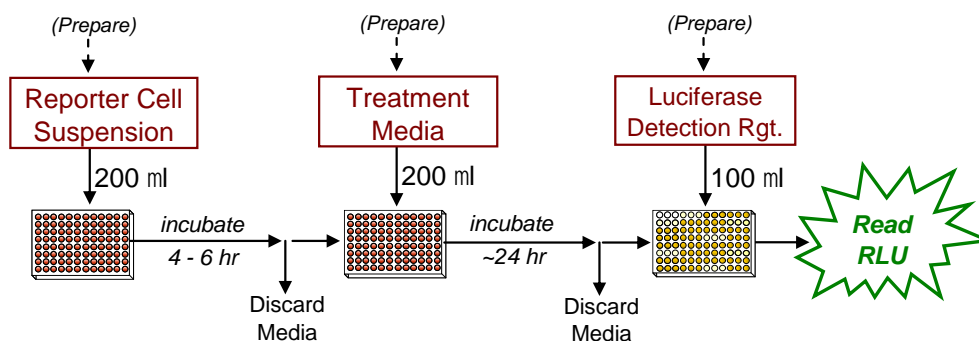 (Prepare)
(Prepare)
(Prepare)
Reporter Cell
Suspension
Treatment
Media
Luciferase
Detection Rgt.
200 ml
200 ml
100 ml
incubate
4 - 6 hr
incubate
~24 hr
Read
RLU
Discard
Media
Discard
Media